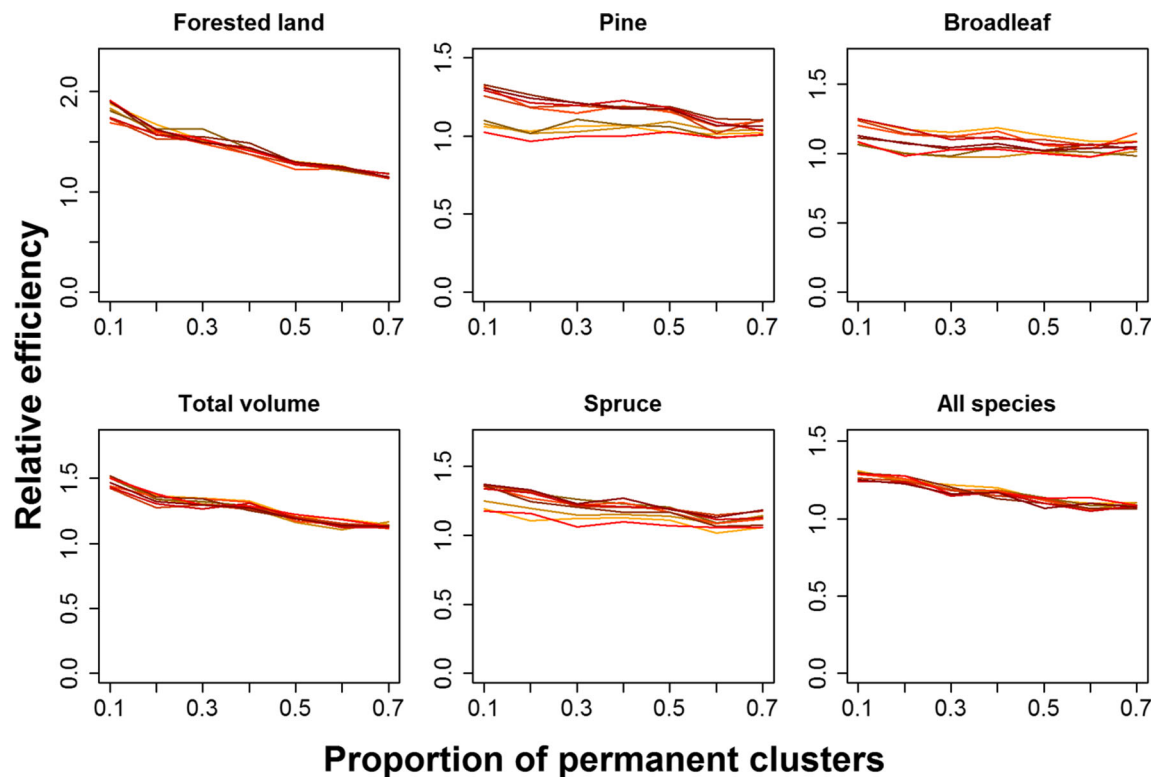 Forested land
Pine
Broadleaf
2.0
1.0
0.0
1.5
1.0
0.5
0.0
1.5
1.0
0.5
0.0
0.1 0.3 0.5 0.7
0.1 0.3 0.5 0.7
0.1 0.3 0.5 0.7
Relative efficiency
Total volume
Spruce
All species
1.5
1.0
0.5
0.0
1.5
1.0
0.5
0.0
1.5
1.0
0.5
0.0
0.1 0.3 0.5 0.7
0.1 0.3 0.5 0.7
0.1 0.3 0.5 0.7
Proportion of permanent clusters